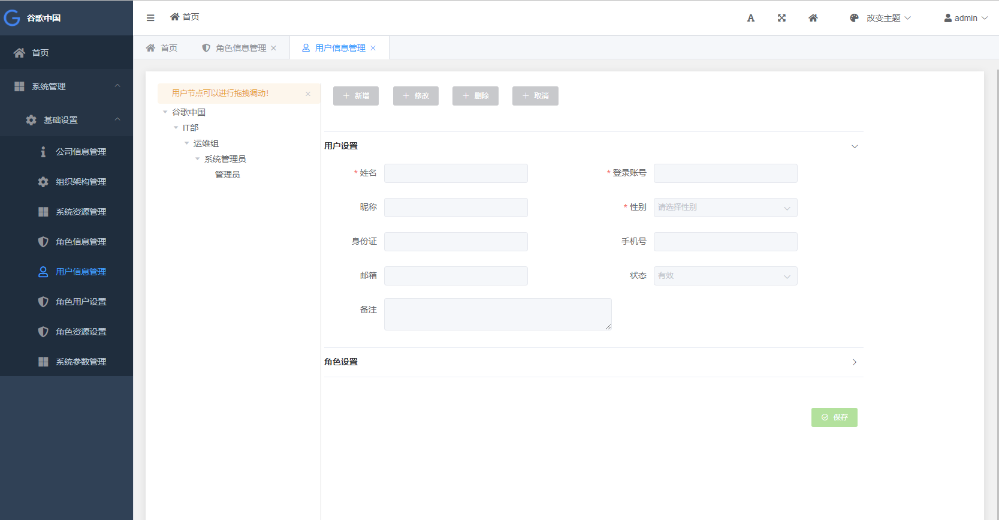 谷歌中国
首页
系统管理
基础设置
公司信息管理
组织架构管理
系统资源管理
角色信息管理
用户信息管理
角色用户设置
角色资源设置
系统参数管理
首页
A
改变主题
admin
首页
角色信息管理
用户信息管理
用户节点可以进行拖拽调动!
谷歌中国
IT部
运维组
系统管理员
管理员
新增
修改
删除
取消
用户设置
* 姓名
* 登录账号
昵称
* 性别
请选择性别
身份证
手机号
邮箱
状态
有效
备注
角色设置
保存